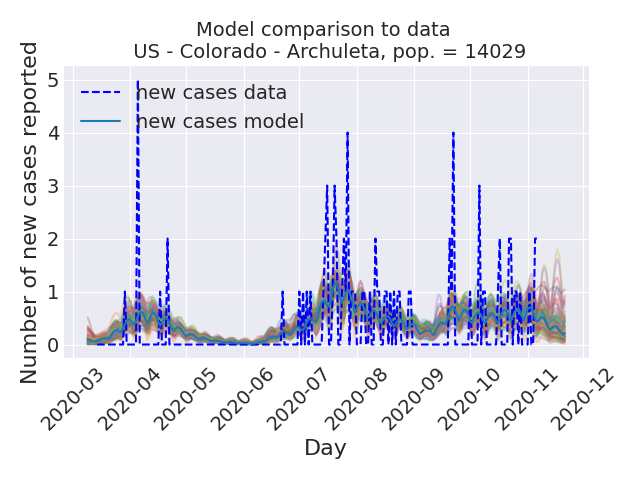 Model comparison to data
US - Colorado - Archuleta, pop. = 14029
Number of new cases reported
5
4
3
2
1
0
new cases data
new cases model
2020-03
2020-04
2020-05
2020-06
2020-07
2020-08
2020-09
2020-10
2020-11
2020-12
Day